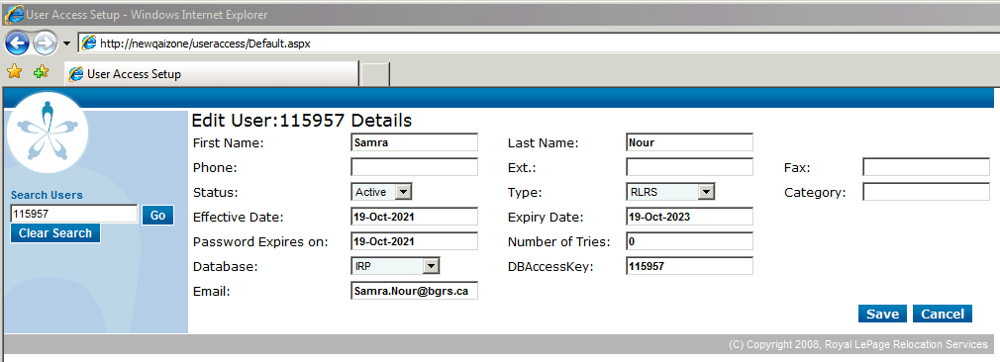 User Access Setup - Windows Internet Explorer
http://newqaizone/useraccess/Default.aspx
User Access Setup
Edit User:115957 Details
First Name: Samra Last Name: Nour
Phone: Ext.: Fax:
Status: Active Type: RLRS Category:
Search Users
115957 Go
Clear Search
Effective Date: 19-Oct-2021 Expiry Date: 19-Oct-2023
Password Expires on: 19-Oct-2021 Number of Tries: 0
Database: IRP DBAccessKey: 115957
Email: Samra.Nour@bgrs.ca
Save Cancel
(C) Copyright 2008, Royal LePage Relocation Services